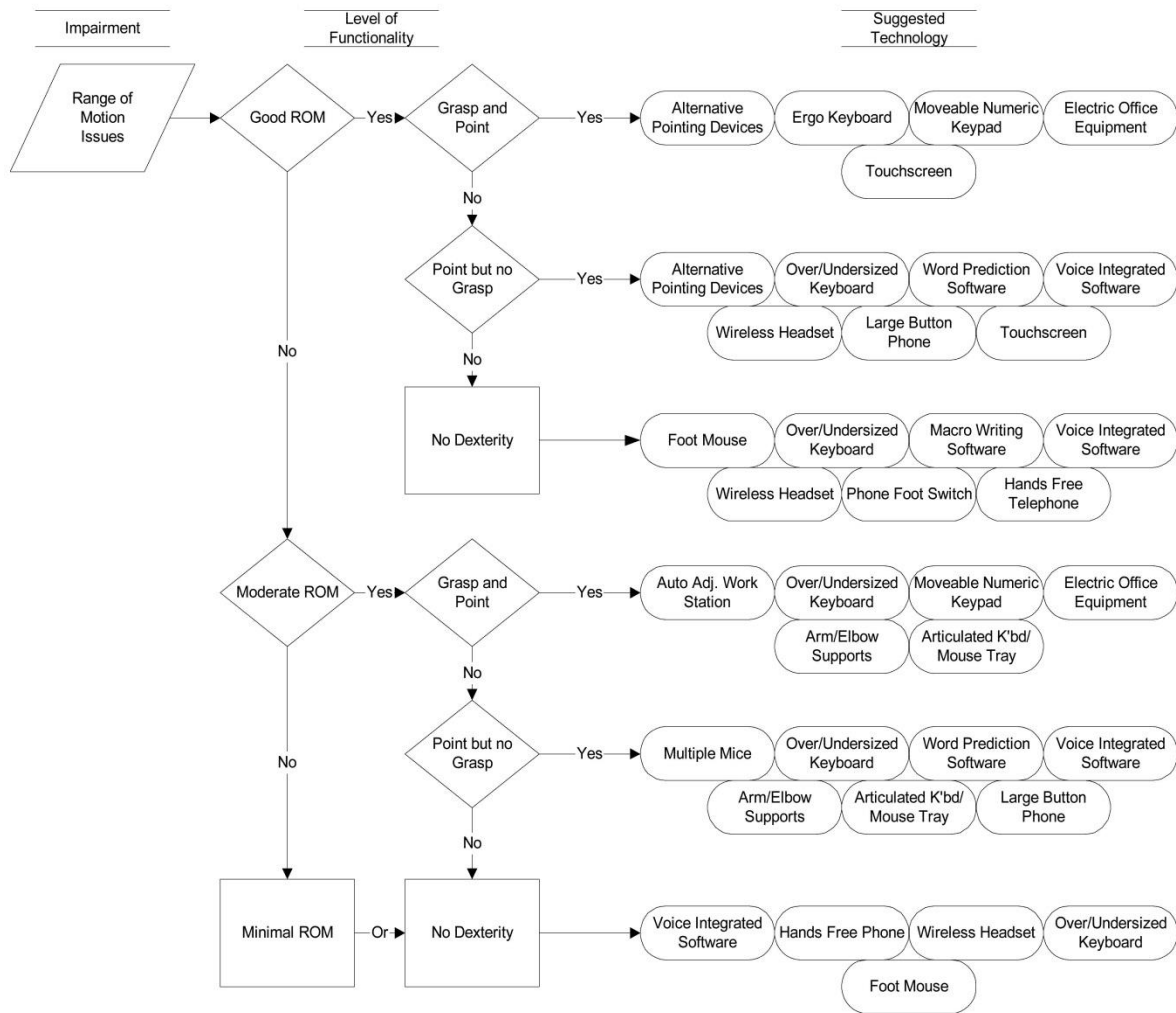 Impairment
Level of
Functionality
Suggested
Technology
Range of
Motion
Issues
Good ROM
Yes
Grasp and
Point
Yes
Alternative
Pointing Devices
Ergo Keyboard
Moveable Numeric
Keypad
Electric Office
Equipment
Touchscreen
No
Point but no
Grasp
Yes
Alternative
Pointing Devices
Over/Undersized
Keyboard
Word Prediction
Software
Voice Integrated
Software
Wireless Headset
Large Button
Phone
Touchscreen
No
No
No Dexterity
Foot Mouse
Over/Undersized
Keyboard
Macro Writing
Software
Voice Integrated
Software
Wireless Headset
Phone Foot Switch
Hands Free
Telephone
Moderate ROM
Yes
Grasp and
Point
Yes
Auto Adj. Work
Station
Over/Undersized
Keyboard
Moveable Numeric
Keypad
Electric Office
Equipment
Arm/Elbow
Supports
Articulated K'bd/
Mouse Tray
No
No
Point but no
Grasp
Yes
Multiple Mice
Over/Undersized
Keyboard
Word Prediction
Software
Voice Integrated
Software
Arm/Elbow
Supports
Articulated K'bd/
Mouse Tray
Large Button
Phone
No
Minimal ROM
Or
No Dexterity
Voice Integrated
Software
Hands Free Phone
Wireless Headset
Over/Undersized
Keyboard
Foot Mouse